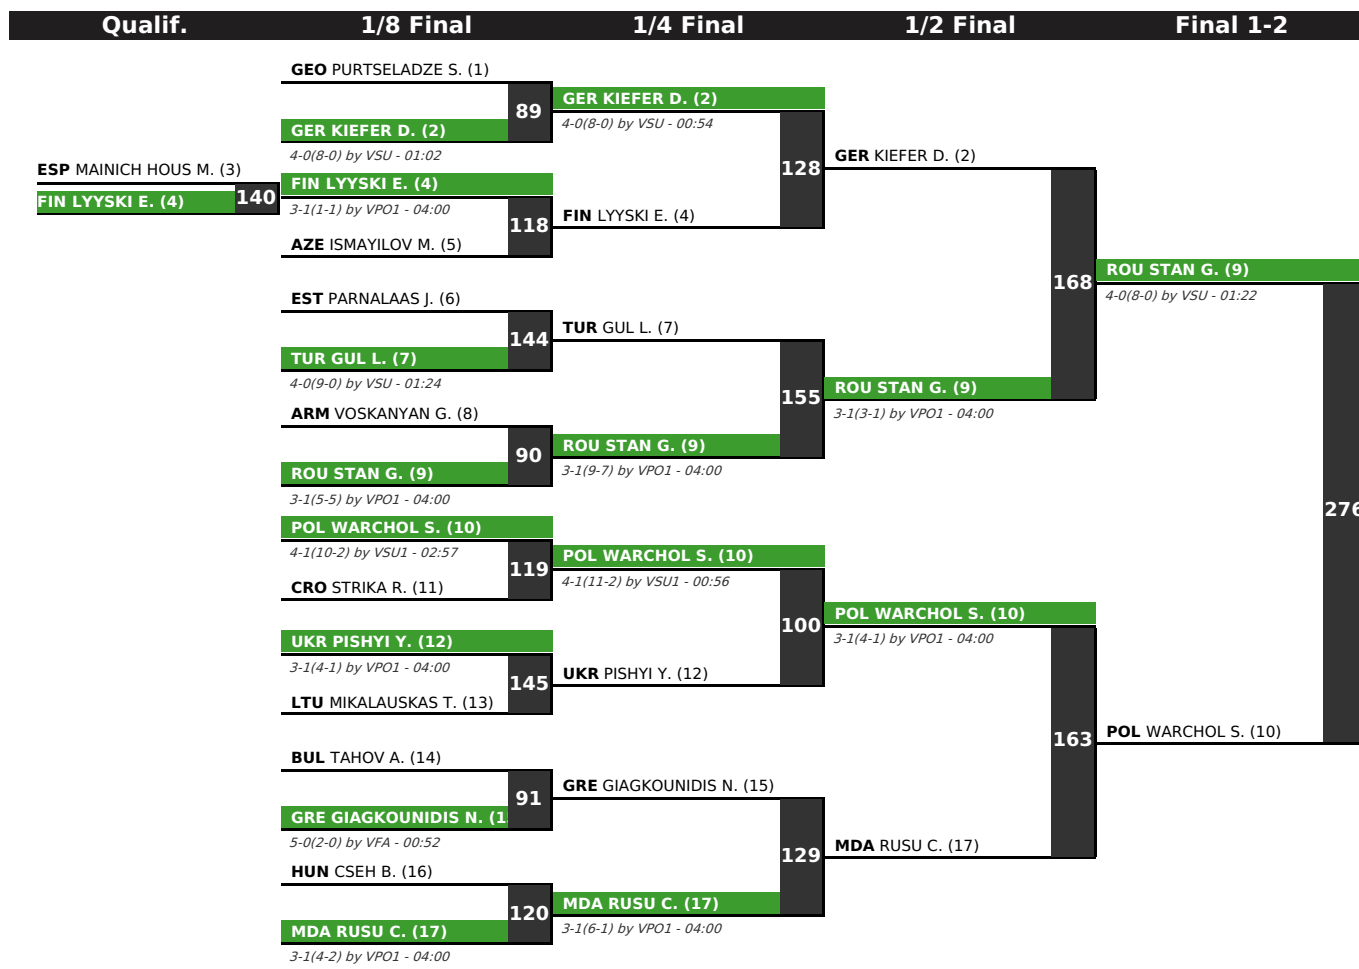 Qualif. 1/8 Final 1/4 Final 1/2 Final Final 1-2
ESP MAINICH HOUS M. (3)
FIN LYYSKI E. (4)
140
GEO PURTSELADZE S. (1)
89
GER KIEFER D. (2)
4-0(8-0) by VSU - 01:02
FIN LYYSKI E. (4)
3-1(1-1) by VPO1 - 04:00
118
AZE ISMAYILOV M. (5)
EST PARNALAAS J. (6)
144
TUR GUL L. (7)
4-0(9-0) by VSU - 01:24
ARM VOSKANYAN G. (8)
90
ROU STAN G. (9)
3-1(5-5) by VPO1 - 04:00
POL WARCHOL S. (10)
4-1(10-2) by VSU1 - 02:57
119
CRO STRIKA R. (11)
UKR PISHYI Y. (12)
3-1(4-1) by VPO1 - 04:00
145
LTU MIKALAUSKAS T. (13)
BUL TAHOV A. (14)
91
GRE GIAGKOUNIDIS N. (1
5-0(2-0) by VFA - 00:52
HUN CSEH B. (16)
120
MDA RUSU C. (17)
3-1(4-2) by VPO1 - 04:00
GER KIEFER D. (2)
4-0(8-0) by VSU - 00:54
128
FIN LYYSKI E. (4)
TUR GUL L. (7)
155
ROU STAN G. (9)
3-1(9-7) by VPO1 - 04:00
POL WARCHOL S. (10)
4-1(11-2) by VSU1 - 00:56
100
UKR PISHYI Y. (12)
GRE GIAGKOUNIDIS N. (15)
129
MDA RUSU C. (17)
3-1(6-1) by VPO1 - 04:00
GER KIEFER D. (2)
168
ROU STAN G. (9)
3-1(3-1) by VPO1 - 04:00
POL WARCHOL S. (10)
3-1(4-1) by VPO1 - 04:00
163
MDA RUSU C. (17)
ROU STAN G. (9)
4-0(8-0) by VSU - 01:22
276
POL WARCHOL S. (10)